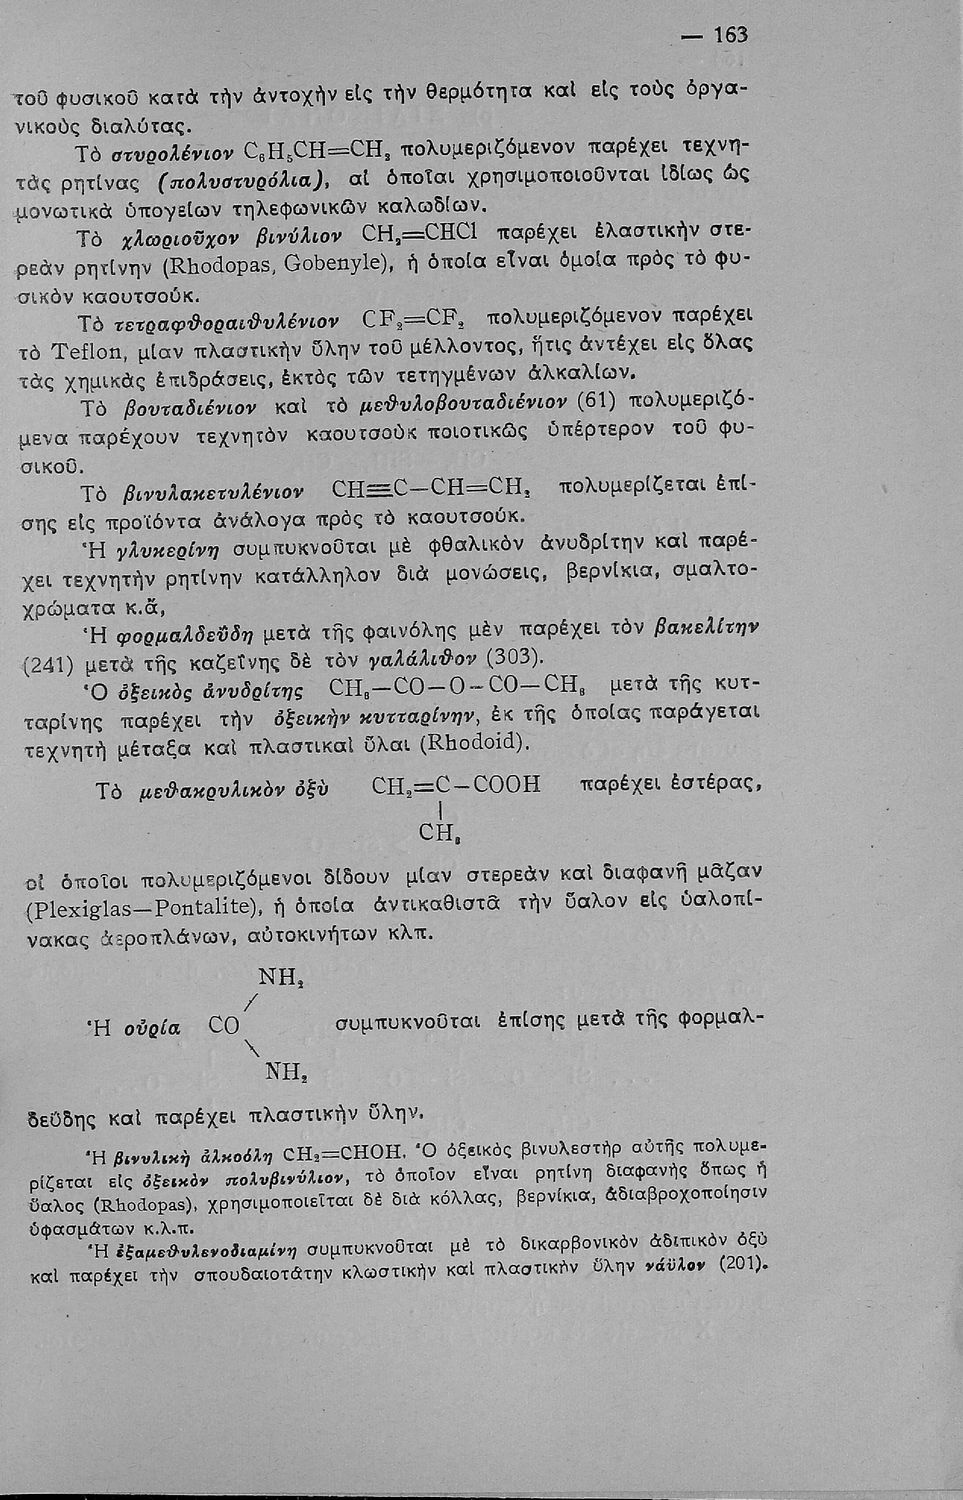 — 163
τοῦ φυσικοῦ κατὰ τὴν ἀντοχὴν εἰς τὴν θερμότητα καὶ εἰς τοὺς ὀργα-
νικοὺς διαλύτας.
Τὸ στυρολένιον C₆H₅CH=CH₂ πολυμεριζόμενον παρέχει τεχνη-
τὰς ρητίνας (πολυστυρόλια), αἱ ὁποῖαι χρησιμοποιοῦνται ἰδίως ὡς
μονωτικὰ ὑπογείων τηλεφωνικῶν καλωδίων.
Τὸ χλωριοῦχον βινύλιον CH₂=CHCl παρέχει ἐλαστικὴν στε-
ρεὰν ρητίνην (Rhodopas, Gobenyle), ἡ ὁποία εἶναι ὁμοία πρὸς τὸ φυ-
σικὸν καουτσούκ.
Τὸ τετραφθοραιθυλένιον CF₂=CF₂ πολυμεριζόμενον παρέχει
τὸ Teflon, μίαν πλαστικὴν ὕλην τοῦ μέλλοντος, ἥτις ἀντέχει εἰς ὅλας
τὰς χημικὰς ἐπιδράσεις, ἐκτὸς τῶν τετηγμένων ἀλκαλίων.
Τὸ βουταδιένιον καὶ τὸ μεθυλοβουταδιένιον (61) πολυμεριζό-
μενα παρέχουν τεχνητὸν καουτσοὺκ ποιοτικῶς ὑπέρτερον τοῦ φυ-
σικοῦ.
Τὸ βινυλακετυλένιον CH≡C—CH=CH₂ πολυμερίζεται ἐπί-
σης εἰς προϊόντα ἀνάλογα πρὸς τὸ καουτσούκ.
Ἡ γλυκερίνη συμπυκνοῦται μὲ φθαλικὸν ἀνυδρίτην καὶ παρέ-
χει τεχνητὴν ρητίνην κατάλληλον διὰ μονώσεις, βερνίκια, σμαλτο-
χρώματα κ.ἄ,
Ἡ φορμαλδεΰδη μετὰ τῆς φαινόλης μὲν παρέχει τὸν βακελίτην
(241) μετὰ τῆς καζεΐνης δὲ τὸν γαλάλιθον (303).
Ὁ ὀξεικὸς ἀνυδρίτης CH₃—CO—O—CO—CH₃ μετὰ τῆς κυτ-
ταρίνης παρέχει τὴν ὀξεικὴν κυτταρίνην, ἐκ τῆς ὁποίας παράγεται
τεχνητὴ μέταξα καὶ πλαστικαὶ ὗλαι (Rhodoid).
Τὸ μεθακρυλικὸν ὀξὺ CH₂=C—COOH παρέχει ἐστέρας,
|
CH₃
οἱ ὁποῖοι πολυμεριζόμενοι δίδουν μίαν στερεὰν καὶ διαφανῆ μᾶζαν
(Plexiglas—Pontalite), ἡ ὁποία ἀντικαθιστᾶ τὴν ὕαλον εἰς ὑαλοπί-
νακας ἀεροπλάνων, αὐτοκινήτων κλπ.
NH₂
/
Ἡ οὐρία CO συμπυκνοῦται ἐπίσης μετὰ τῆς φορμαλ-
\
NH₂
δεΰδης καὶ παρέχει πλαστικὴν ὕλην.
Ἡ βινυλικὴ ἀλκοόλη CH₂=CHOH. Ὁ ὀξεικὸς βινυλεστὴρ αὐτῆς πολυμε-
ρίζεται εἰς ὀξεικὸν πολυβινύλιον, τὸ ὁποῖον εἶναι ρητίνη διαφανὴς ὅπως ἡ
ὕαλος (Rhodopas), χρησιμοποιεῖται δὲ διὰ κόλλας, βερνίκια, ἀδιαβροχοποίησιν
ὑφασμάτων κ.λ.π.
Ἡ ἑξαμεθυλενοδιαμίνη συμπυκνοῦται μὲ τὸ δικαρβονικὸν ἀδιπικὸν ὀξὺ
καὶ παρέχει τὴν σπουδαιοτάτην κλωστικὴν καὶ πλαστικὴν ὕλην νάϋλον (201).